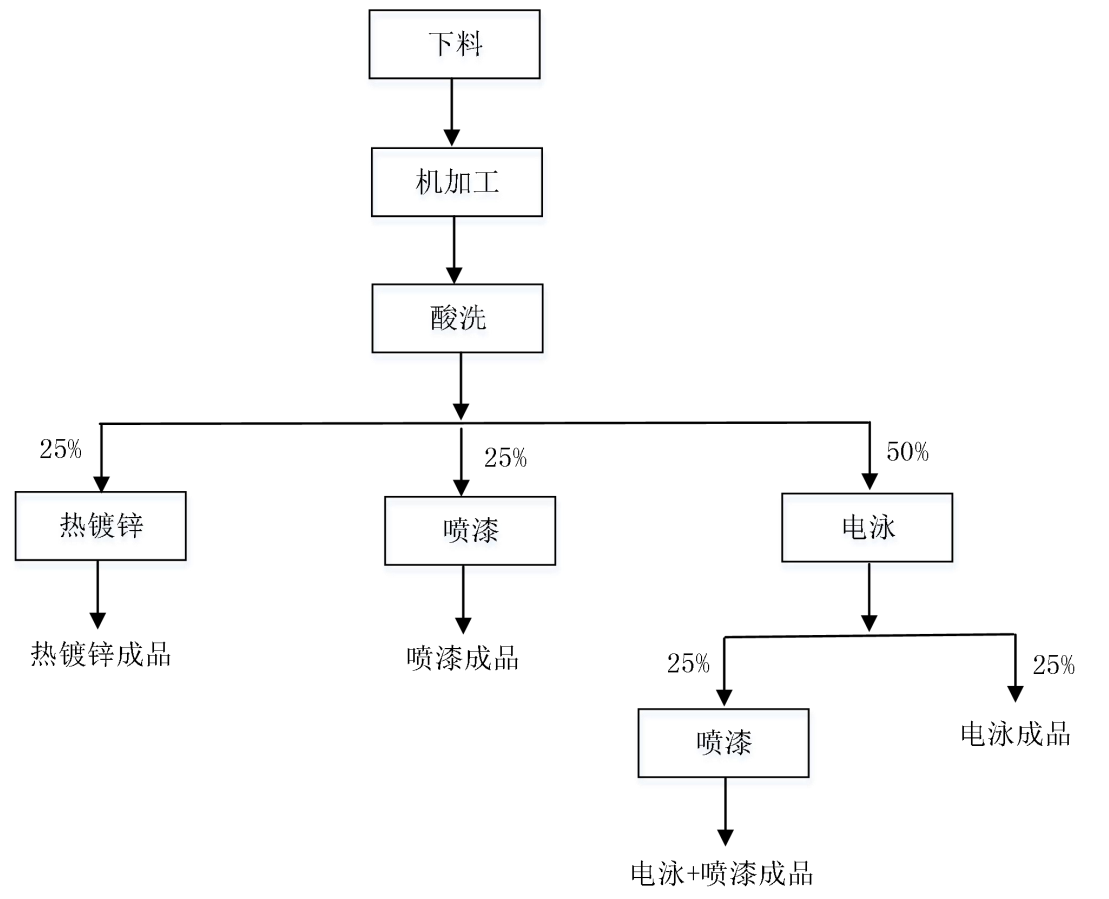 下料
机加工
酸洗
25%
25%
50%
热镀锌
喷漆
电泳
热镀锌成品
喷漆成品
25%
25%
喷漆
电泳成品
电泳+喷漆成品